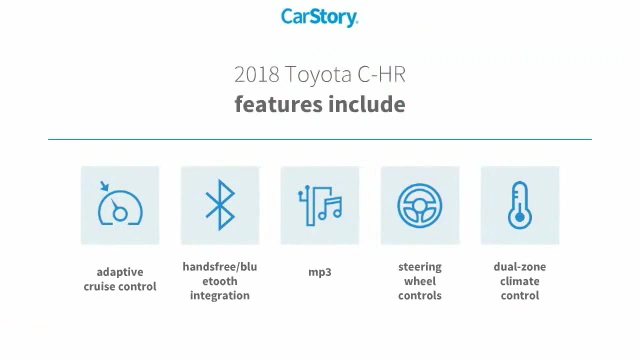 CarStory
2018 Toyota C-HR
features include
adaptive
cruise control
handsfree/blu
etooth
integration
mp3
steering
wheel
controls
dual-zone
climate
control